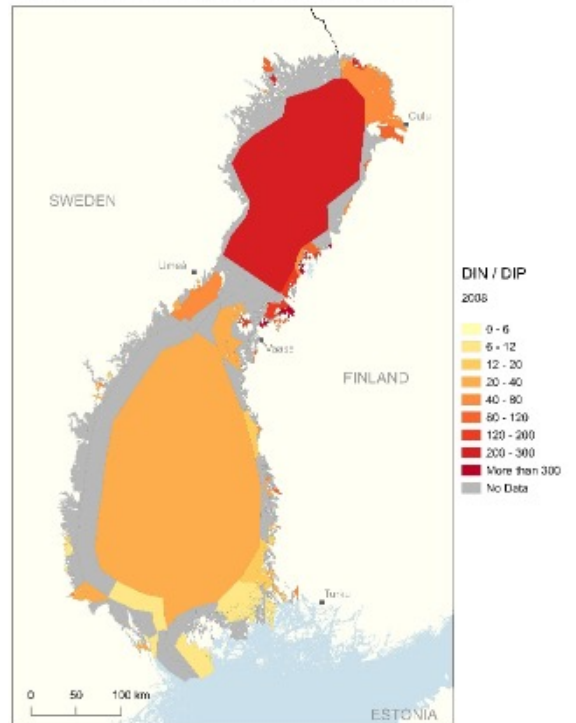 Oulu
SWEDEN
Umeå
DIN / DIP
2008
0 - 6
6 - 12
12 - 20
20 - 40
40 - 80
80 - 120
120 - 200
200 - 300
More than 300
No Data
Vaasa
FINLAND
Turku
0 50 100 km
ESTONIA